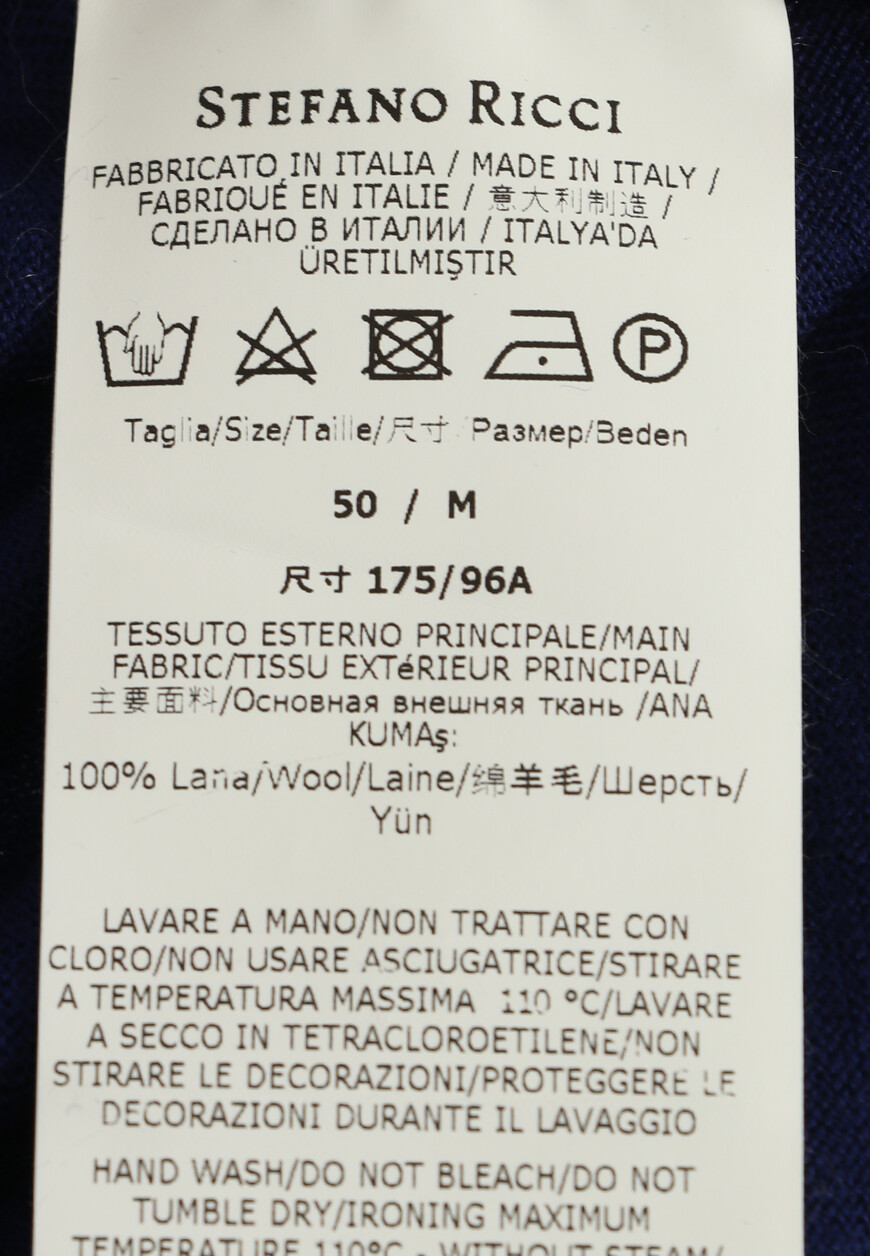 STEFANO RICCI
FABBRICATO IN ITALIA / MADE IN ITALY /
FABRIQUÉ EN ITALIE / 意大利制造 /
СДЕЛАНО В ИТАЛИИ / ITALYA'DA
ÜRETILMIŞTIR
P
Taglia/Size/Taille/尺寸 Размер/Beden
50 / M
尺寸 175/96A
TESSUTO ESTERNO PRINCIPALE/MAIN
FABRIC/TISSU EXTéRIEUR PRINCIPAL/
主要面料/Основная внешняя ткань /ANA
KUMAş:
100% Lana/Wool/Laine/绵羊毛/Шерсть/
Yün
LAVARE A MANO/NON TRATTARE CON
CLORO/NON USARE ASCIUGATRICE/STIRARE
A TEMPERATURA MASSIMA 110 °C/LAVARE
A SECCO IN TETRACLOROETILENE/NON
STIRARE LE DECORAZIONI/PROTEGGERE LE
DECORAZIONI DURANTE IL LAVAGGIO
HAND WASH/DO NOT BLEACH/DO NOT
TUMBLE DRY/IRONING MAXIMUM
TEMPERATURE 110°C - WITHOUT STEAM/